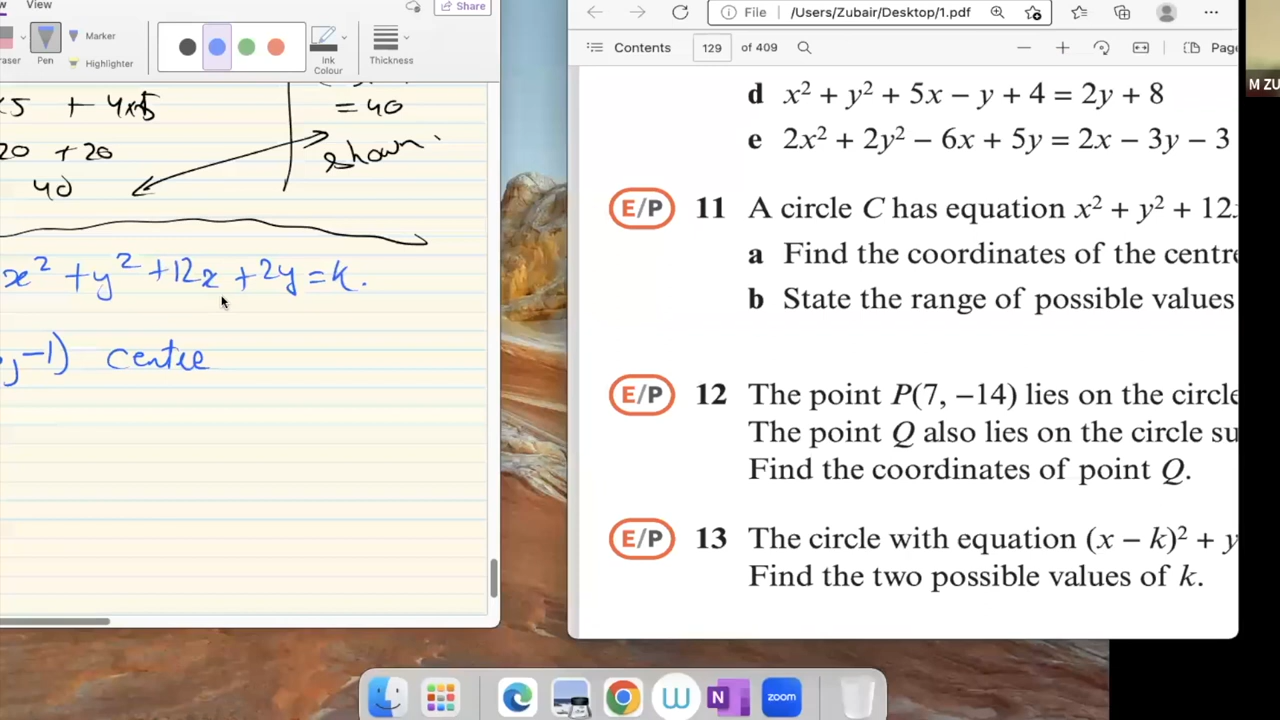 View
Share
Pen
Marker
Highlighter
Ink
Colour
Thickness
+ 4x5
= 40
20 + 20
40
shown.
x² + y² + 12x + 2y = k.
, -1) centre
File /Users/Zubair/Desktop/1.pdf
Contents 129 of 409
d x² + y² + 5x − y + 4 = 2y + 8
e 2x² + 2y² − 6x + 5y = 2x − 3y − 3
E/P 11 A circle C has equation x² + y² + 12
a Find the coordinates of the centre
b State the range of possible values
E/P 12 The point P(7, −14) lies on the circle
The point Q also lies on the circle su
Find the coordinates of point Q.
E/P 13 The circle with equation (x − k)² + y
Find the two possible values of k.
M ZU
N
zoom